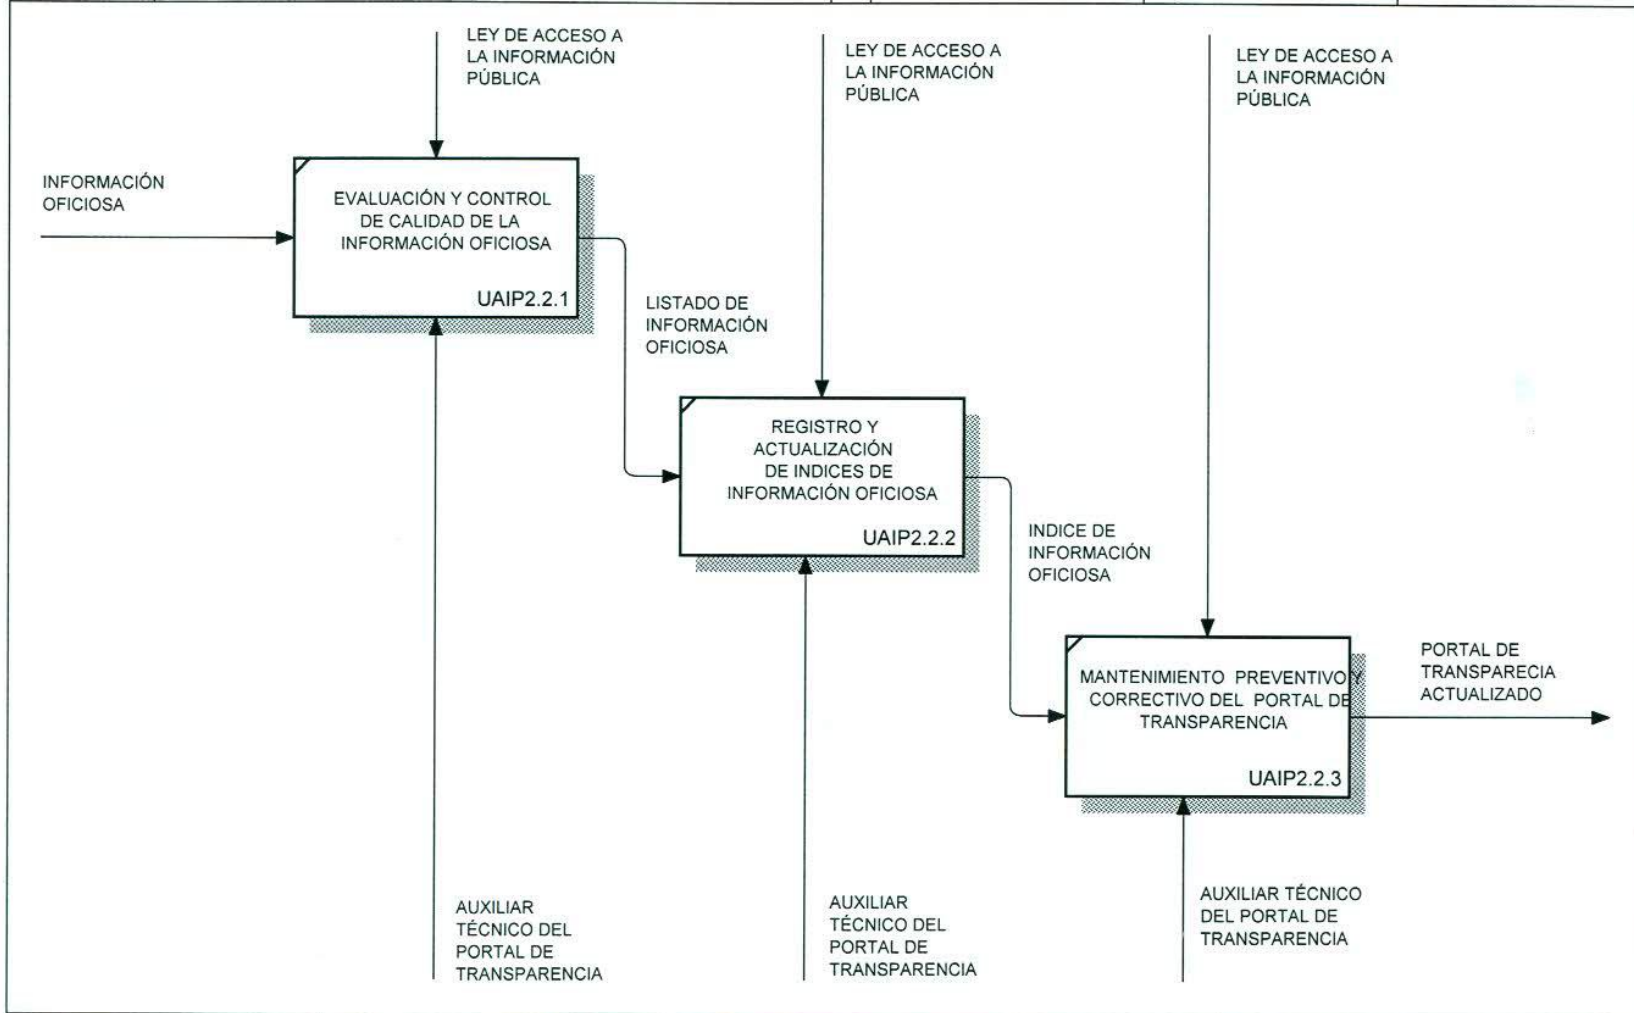 LEY DE ACCESO A
LA INFORMACIÓN
PÚBLICA
LEY DE ACCESO A
LA INFORMACIÓN
PÚBLICA
LEY DE ACCESO A
LA INFORMACIÓN
PÚBLICA
INFORMACIÓN
OFICIOSA
EVALUACIÓN Y CONTROL
DE CALIDAD DE LA
INFORMACIÓN OFICIOSA
UAIP2.2.1
LISTADO DE
INFORMACIÓN
OFICIOSA
REGISTRO Y
ACTUALIZACIÓN
DE INDICES DE
INFORMACIÓN OFICIOSA
UAIP2.2.2
INDICE DE
INFORMACIÓN
OFICIOSA
MANTENIMIENTO PREVENTIVO Y
CORRECTIVO DEL PORTAL DE
TRANSPARENCIA
UAIP2.2.3
PORTAL DE
TRANSPARECIA
ACTUALIZADO
AUXILIAR
TÉCNICO DEL
PORTAL DE
TRANSPARENCIA
AUXILIAR
TÉCNICO DEL
PORTAL DE
TRANSPARENCIA
AUXILIAR TÉCNICO
DEL PORTAL DE
TRANSPARENCIA